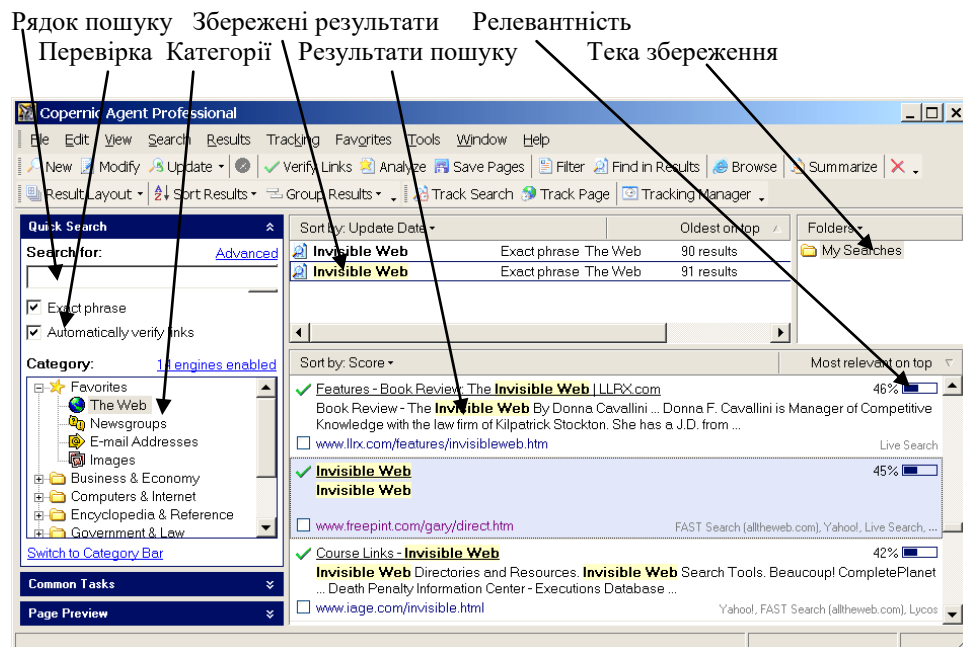 Рядок пошуку Збережені результати Релевантність
Перевірка Категорії Результати пошуку Тека збереження
Copernic Agent Professional
File Edit View Search Results Tracking Favorites Tools Window Help
New Modify Update Verify Links Analyze Save Pages Filter Find in Results Browse Summarize
Result Layout Sort Results Group Results Track Search Track Page Tracking Manager
Quick Search
Search for: Advanced
Exact phrase
Automatically verify links
Category: 14 engines enabled
Favorites
The Web
Newsgroups
E-mail Addresses
Images
Business & Economy
Computers & Internet
Encyclopedia & Reference
Government & Law
Switch to Category Bar
Common Tasks
Page Preview
Sort by: Update Date Oldest on top
Invisible Web Exact phrase The Web 90 results
Invisible Web Exact phrase The Web 91 results
Folders
My Searches
Sort by: Score Most relevant on top
Features - Book Review: The Invisible Web | LLRX.com 46%
Book Review - The Invisible Web By Donna Cavallini ... Donna F. Cavallini is Manager of Competitive
Knowledge with the law firm of Kilpatrick Stockton. She has a J.D. from ...
www.llrx.com/features/invisibleweb.htm Live Search
Invisible Web 45%
Invisible Web
www.freepint.com/gary/direct.htm FAST Search (alltheweb.com), Yahoo!, Live Search, ...
Course Links - Invisible Web 42%
Invisible Web Directories and Resources. Invisible Web Search Tools. Beaucoup! CompletePlanet
... Death Penalty Information Center - Executions Database ...
www.iage.com/invisible.html Yahoo!, FAST Search (alltheweb.com), Lycos